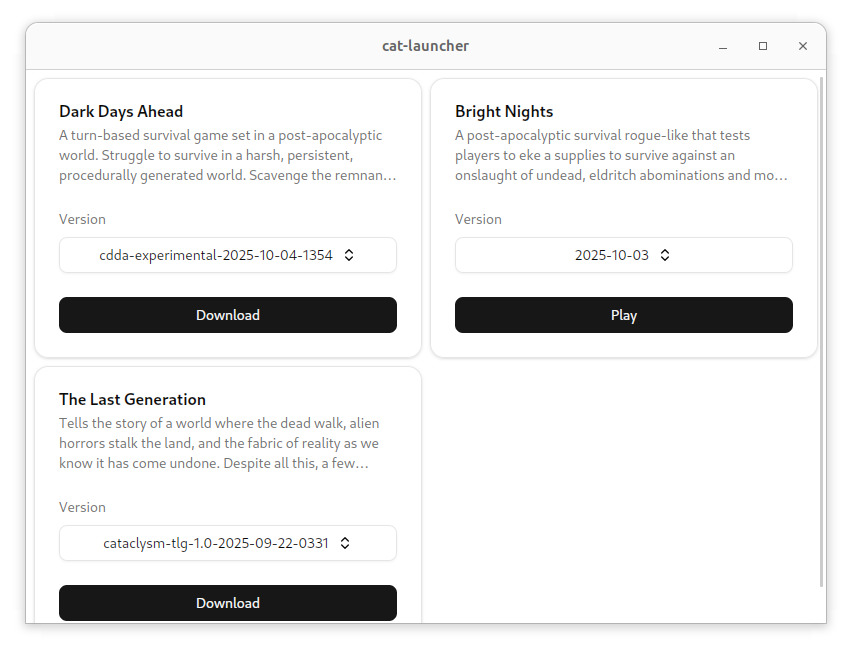 cat-launcher
Dark Days Ahead
A turn-based survival game set in a post-apocalyptic
world. Struggle to survive in a harsh, persistent,
procedurally generated world. Scavenge the remnan…
Version
cdda-experimental-2025-10-04-1354
Download
Bright Nights
A post-apocalyptic survival rogue-like that tests
players to eke a supplies to survive against an
onslaught of undead, eldritch abominations and mo…
Version
2025-10-03
Play
The Last Generation
Tells the story of a world where the dead walk, alien
horrors stalk the land, and the fabric of reality as we
know it has come undone. Despite all this, a few…
Version
cataclysm-tlg-1.0-2025-09-22-0331
Download